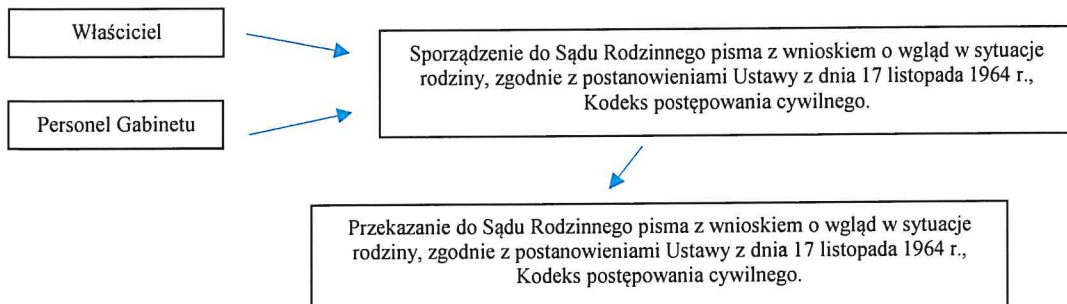 Właściciel
Personel Gabinetu
Sporządzenie do Sądu Rodzinnego pisma z wnioskiem o wgląd w sytuacje
rodziny, zgodnie z postanowieniami Ustawy z dnia 17 listopada 1964 r.,
Kodeks postępowania cywilnego.
Przekazanie do Sądu Rodzinnego pisma z wnioskiem o wgląd w sytuacje
rodziny, zgodnie z postanowieniami Ustawy z dnia 17 listopada 1964 r.,
Kodeks postępowania cywilnego.